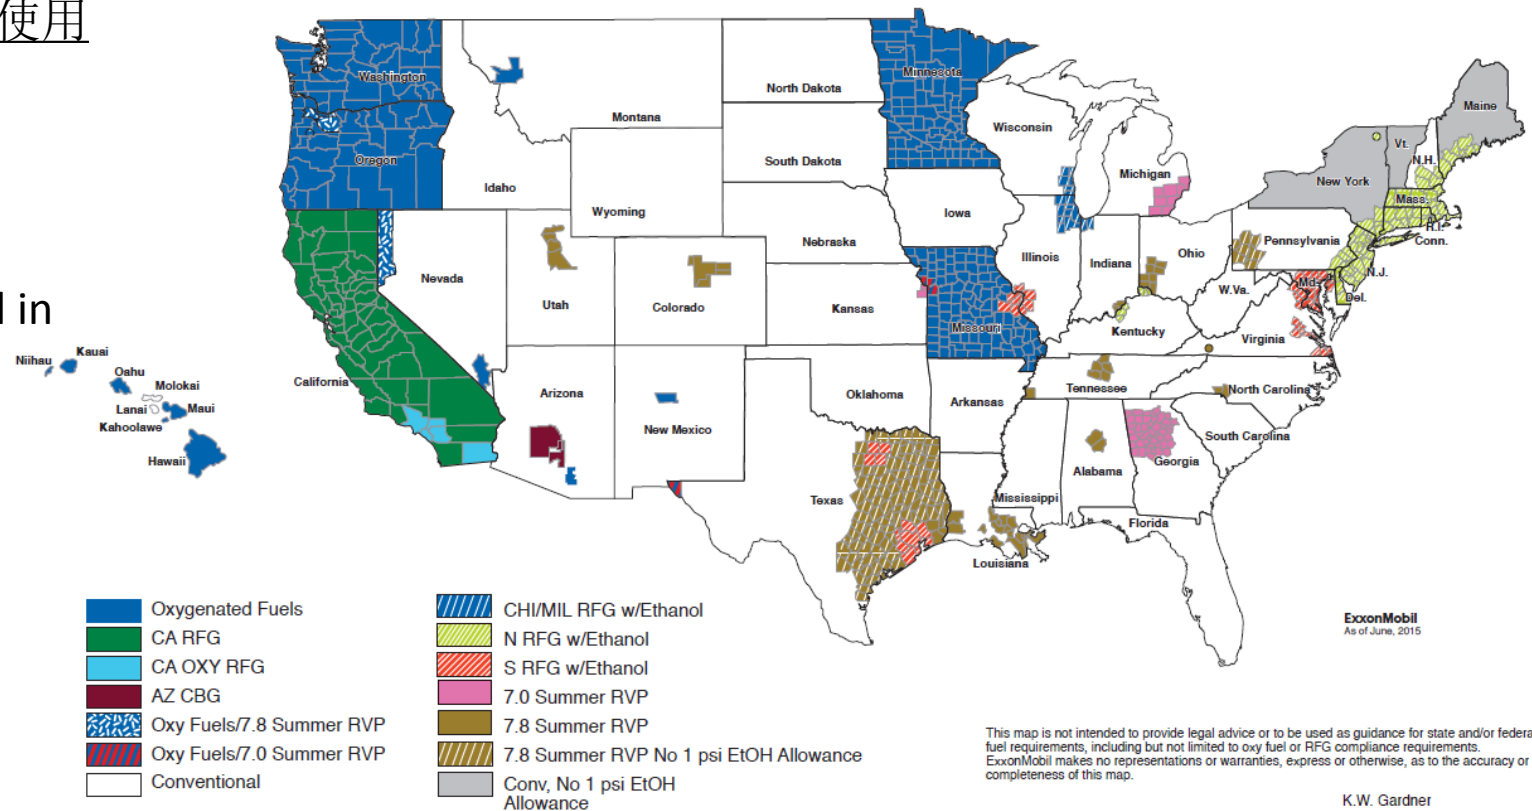 使用
l in
Washington
Oregon
California
Nevada
Idaho
Montana
Wyoming
Utah
Colorado
Arizona
New Mexico
North Dakota
South Dakota
Nebraska
Kansas
Oklahoma
Texas
Minnesota
Iowa
Missouri
Arkansas
Louisiana
Wisconsin
Illinois
Michigan
Indiana
Ohio
Kentucky
Tennessee
Mississippi
Alabama
Georgia
Florida
South Carolina
North Carolina
Virginia
W.Va.
Pennsylvania
New York
Vt.
N.H.
Maine
Mass.
R.I.
Conn.
N.J.
Del.
Md.
Niihau
Kauai
Oahu
Molokai
Lanai
Maui
Kahoolawe
Hawaii
Oxygenated Fuels
CA RFG
CA OXY RFG
AZ CBG
Oxy Fuels/7.8 Summer RVP
Oxy Fuels/7.0 Summer RVP
Conventional
CHI/MIL RFG w/Ethanol
N RFG w/Ethanol
S RFG w/Ethanol
7.0 Summer RVP
7.8 Summer RVP
7.8 Summer RVP No 1 psi EtOH Allowance
Conv, No 1 psi EtOH
Allowance
ExxonMobil
As of June, 2015
This map is not intended to provide legal advice or to be used as guidance for state and/or federa
fuel requirements, including but not limited to oxy fuel or RFG compliance requirements.
ExxonMobil makes no representations or warranties, express or otherwise, as to the accuracy or
completeness of this map.
K.W. Gardner